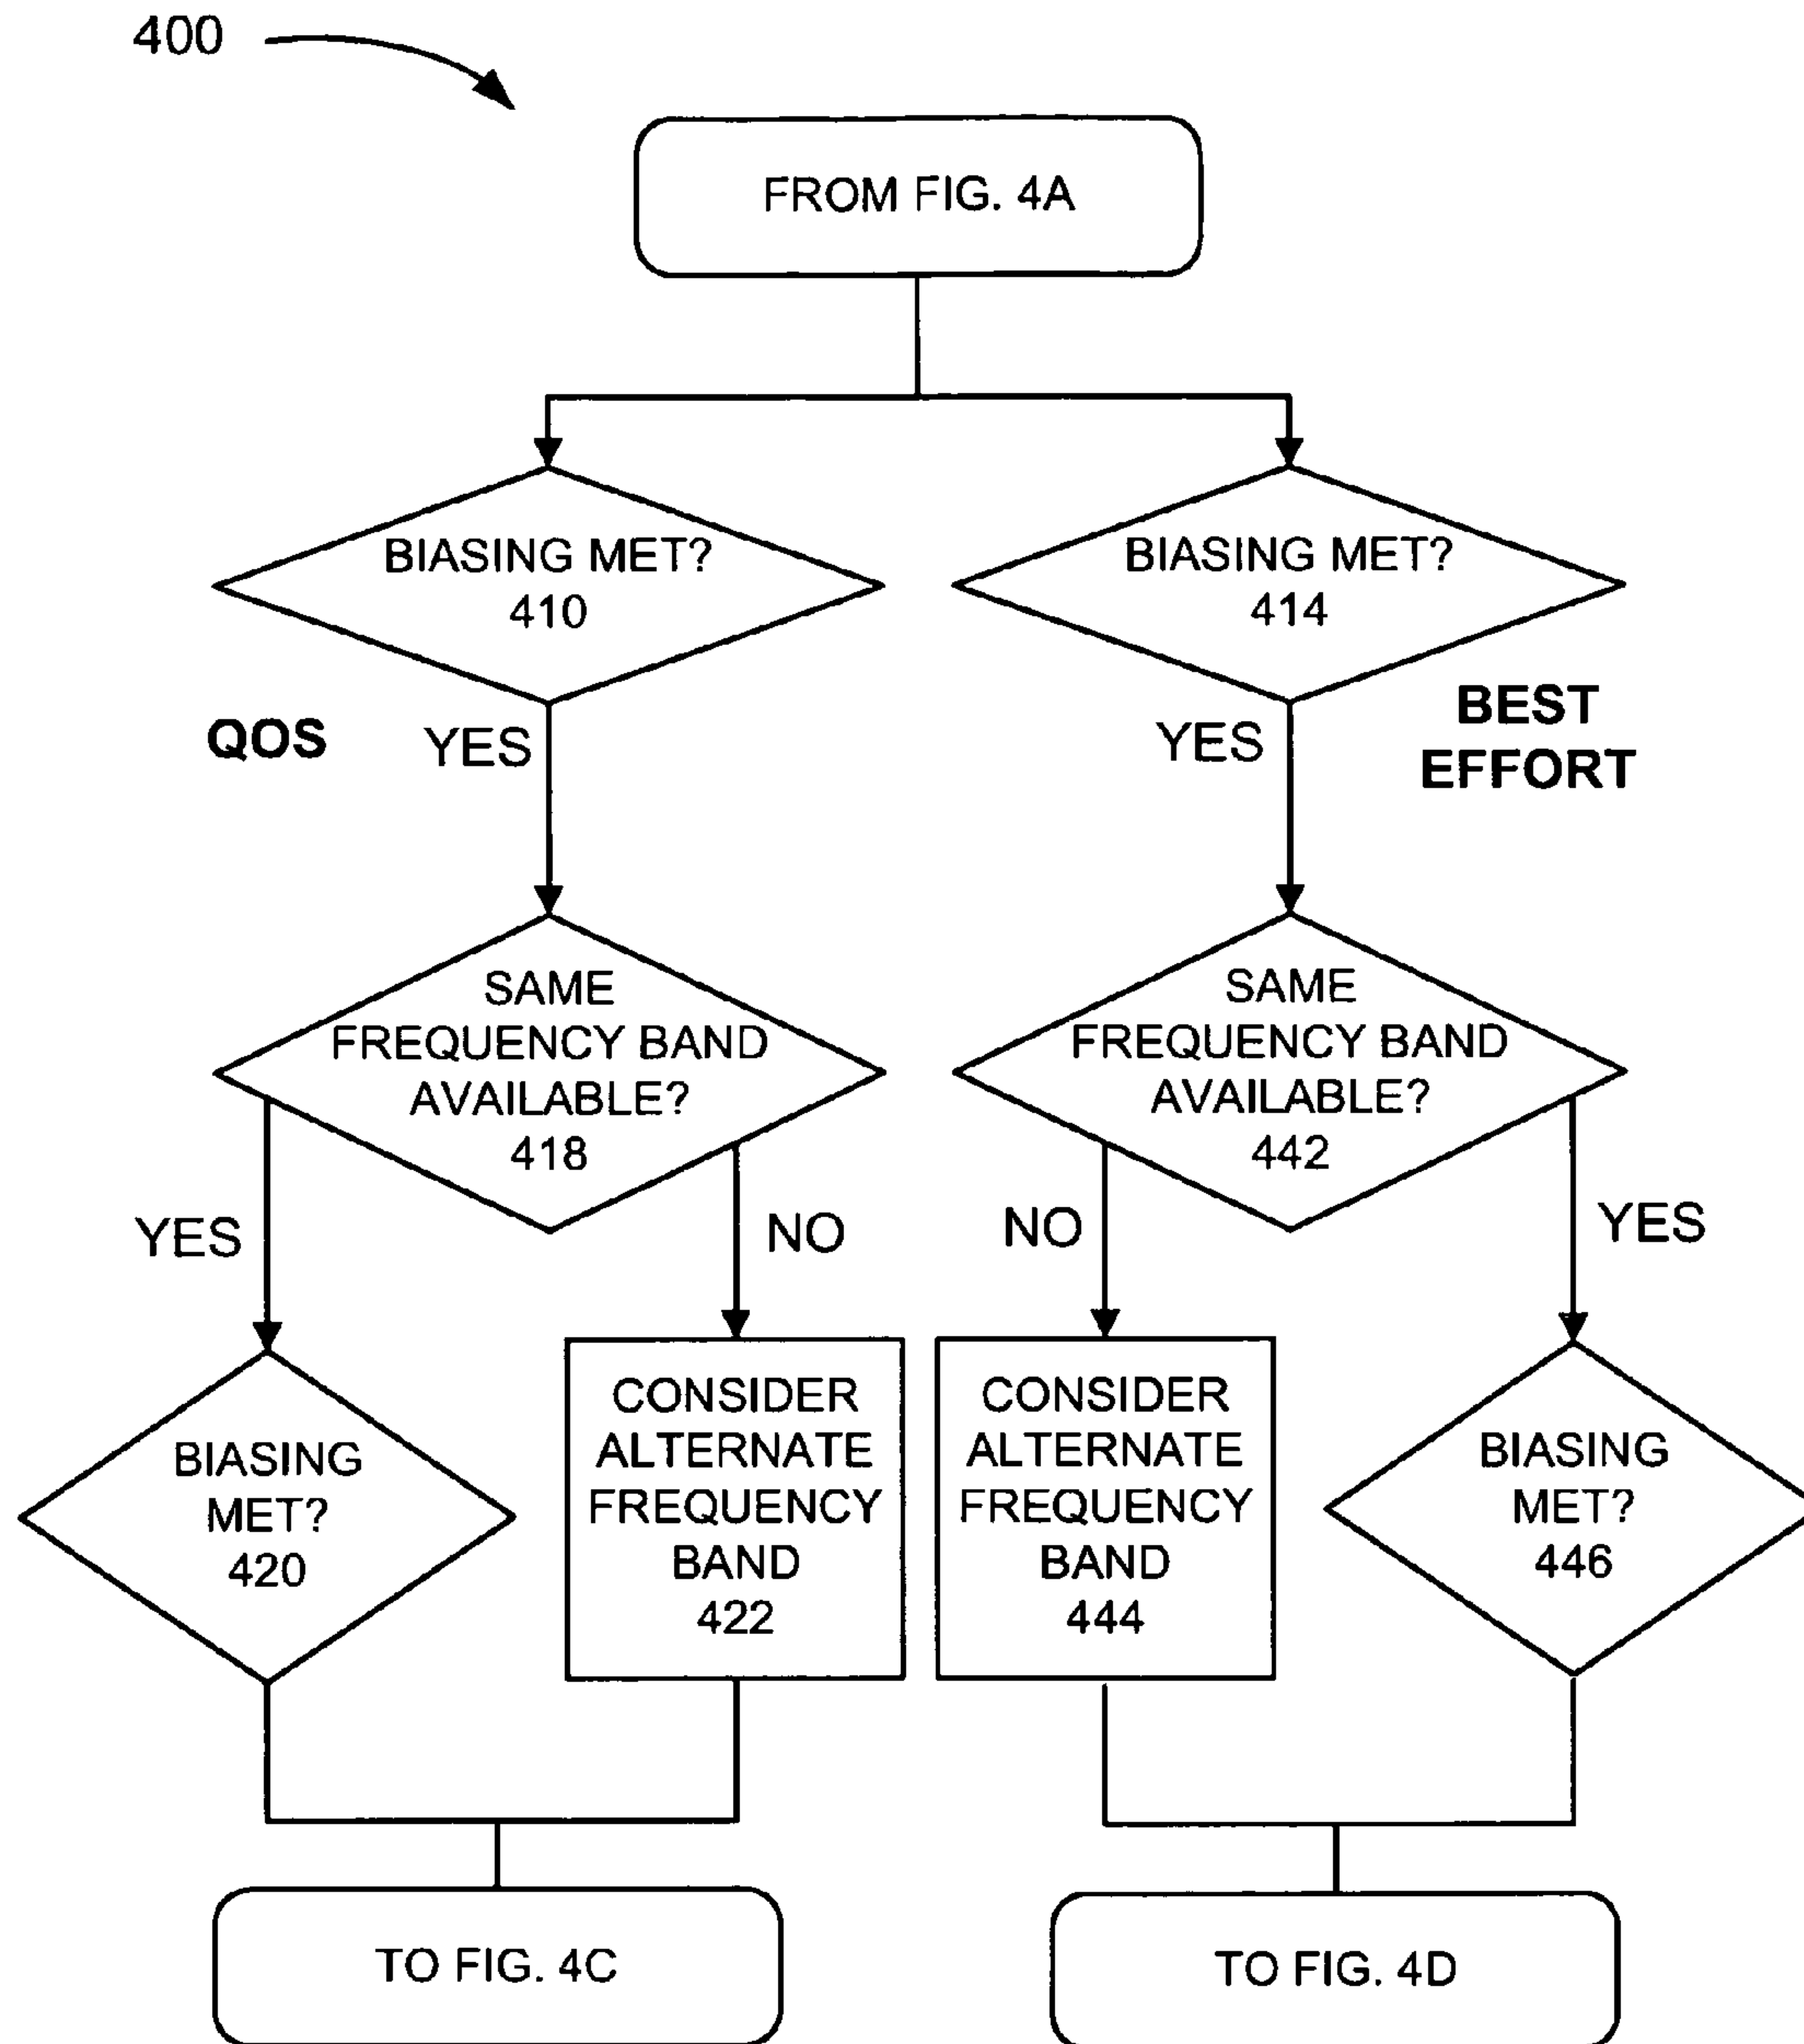 400
FROM FIG. 4A
BIASING MET?
410
BIASING MET?
414
QOS
YES
YES
BEST
EFFORT
SAME
FREQUENCY BAND
AVAILABLE?
418
SAME
FREQUENCY BAND
AVAILABLE?
442
YES
NO
NO
YES
BIASING
MET?
420
CONSIDER
ALTERNATE
FREQUENCY
BAND
422
CONSIDER
ALTERNATE
FREQUENCY
BAND
444
BIASING
MET?
446
TO FIG. 4C
TO FIG. 4D